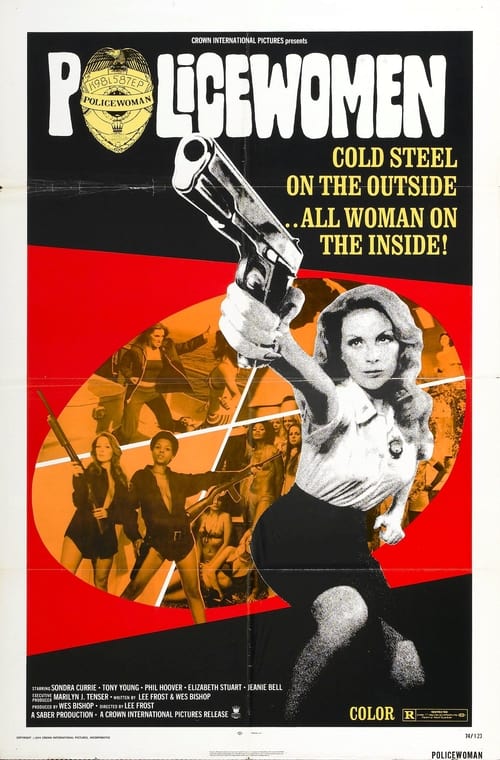 CROWN INTERNATIONAL PICTURES presents
POLICEWOMEN
POLICEWOMAN
COLD STEEL
ON THE OUTSIDE
..ALL WOMAN ON
THE INSIDE!
STARRING SONDRA CURRIE • TONY YOUNG • PHIL HOOVER • ELIZABETH STUART • JEANIE BELL
EXECUTIVE PRODUCER MARILYN J. TENSER • WRITTEN BY LEE FROST & WES BISHOP
PRODUCED BY WES BISHOP • DIRECTED BY LEE FROST
A SABER PRODUCTION • A CROWN INTERNATIONAL PICTURES RELEASE
COLOR
R
RESTRICTED
74/123
POLICEWOMEN